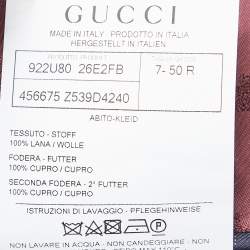 GUCCI
MADE IN ITALY · PRODOTTO IN ITALIA
HERGESTELLT IN ITALIEN
922U80 26E2FB
7- 50 R
456675 Z539D4240
ABITO-KLEID
TESSUTO - STOFF
100% LANA / WOLLE
FODERA - FUTTER
100% CUPRO / CUPRO
SECONDA FODERA - 2° FUTTER
100% CUPRO / CUPRO
ISTRUZIONI DI LAVAGGIO - PFLEGEHINWEISE
NON LAVARE IN ACQUA - NON CANDEGGIARE - NON